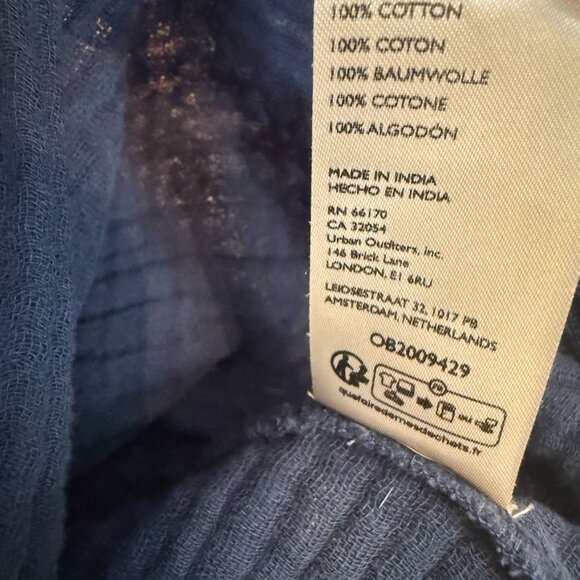 100% COTTON
100% COTON
100% BAUMWOLLE
100% COTONE
100% ALGODÓN
MADE IN INDIA
HECHO EN INDIA
RN 66170
CA 32054
Urban Outfitters, Inc.
146 Brick Lane
LONDON, E1 6RU
LEIDSESTRAAT 32, 1017 PB
AMSTERDAM, NETHERLANDS
OB2009429
FR
ou
quefairedemesdechets.fr